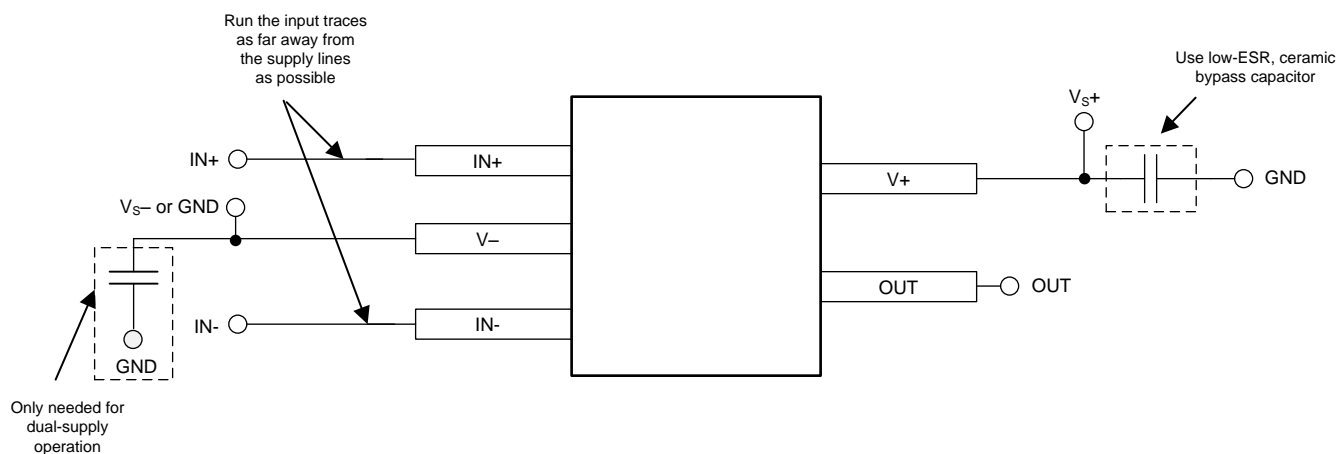 Run the input traces
as far away from
the supply lines
as possible
Use low-ESR, ceramic
bypass capacitor
VS+
IN+
IN+
V+
GND
VS– or GND
V–
OUT
OUT
IN-
IN-
GND
Only needed for
dual-supply
operation